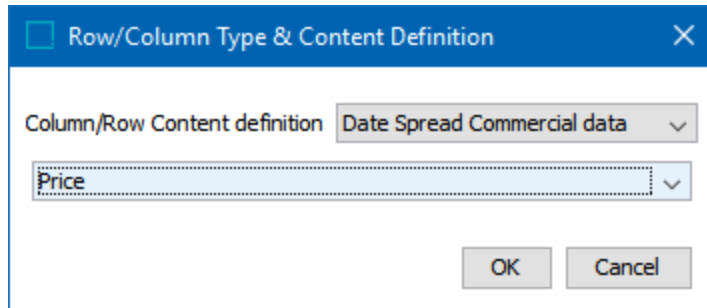 Row/Column Type & Content Definition
Column/Row Content definition Date Spread Commercial data
Price
OK Cancel